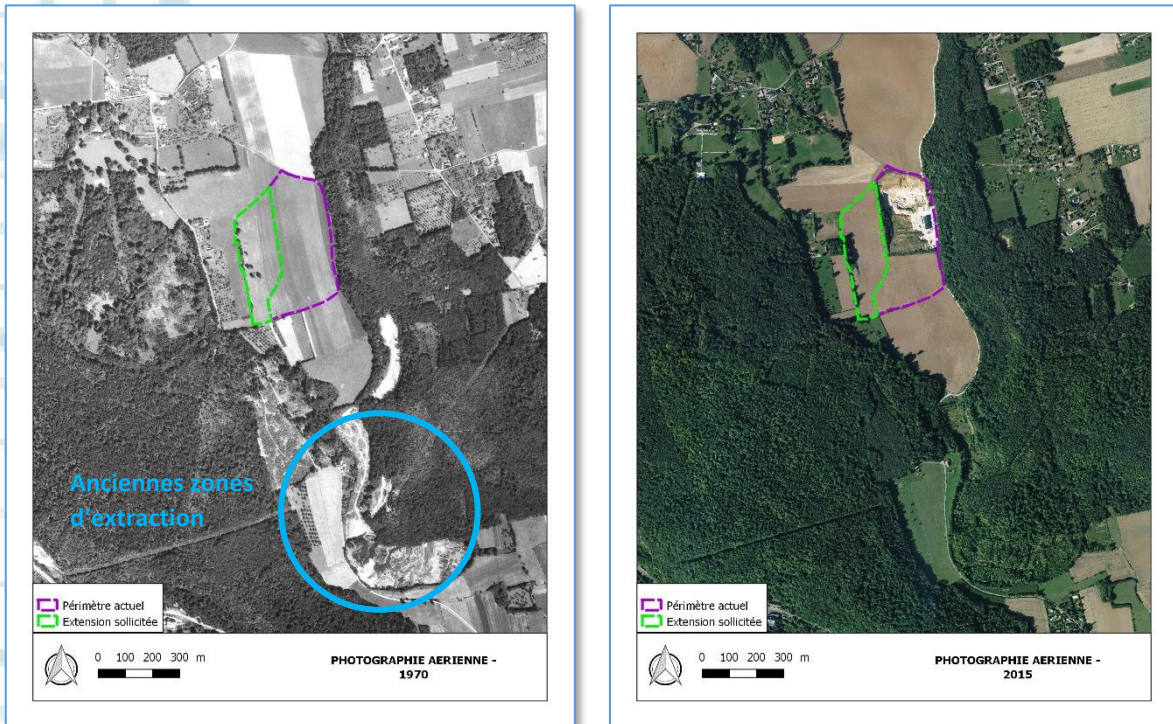 Anciennes zones
d'extraction
Périmètre actuel
Extension sollicitée
0 100 200 300 m
PHOTOGRAPHIE AERIENNE -
1970
Périmètre actuel
Extension sollicitée
0 100 200 300 m
PHOTOGRAPHIE AERIENNE -
2015